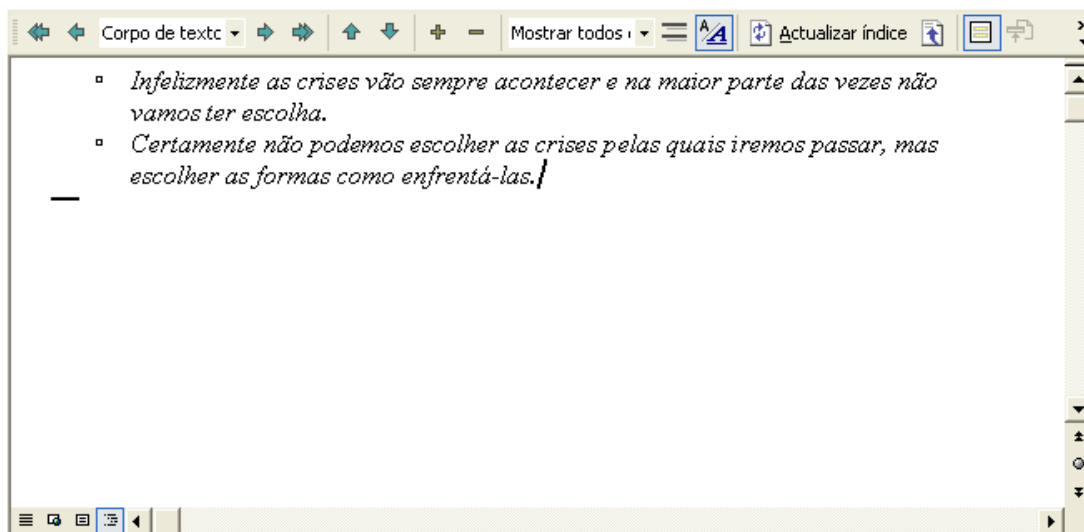 Corpo de textc Mostrar todos Actualizar índice
Infelizmente as crises vão sempre acontecer e na maior parte das vezes não
vamos ter escolha.
Certamente não podemos escolher as crises pelas quais iremos passar, mas
escolher as formas como enfrentá-las.